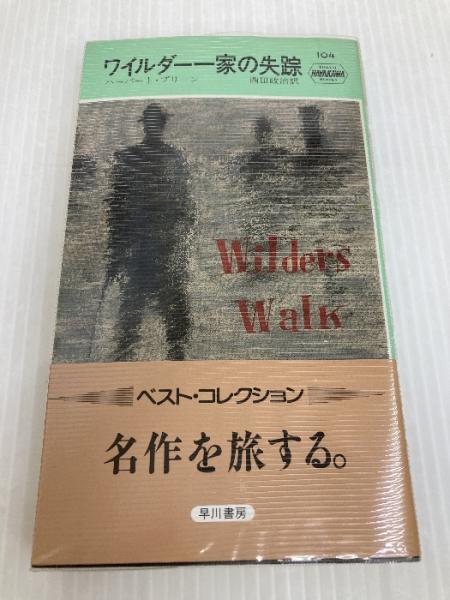 ワイルダー一家の失踪
104
HAYAKAWA
ハーバート・ブリーン
西田政治訳
Wilders
Walk
ベスト・コレクション
名作を旅する。
早川書房